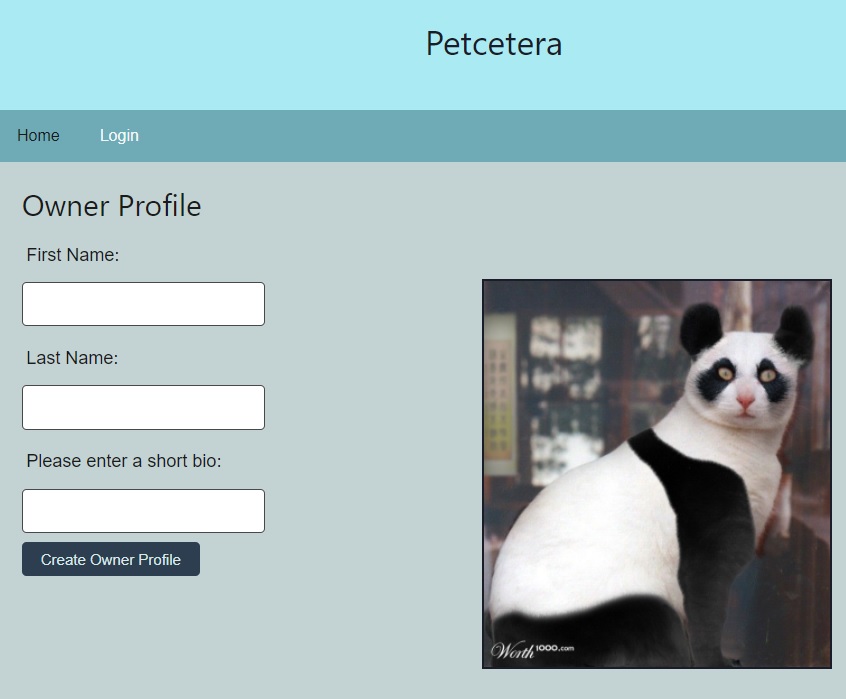 Petcetera
Home Login
Owner Profile
First Name:
Last Name:
Please enter a short bio:
Create Owner Profile
Worth1000.com